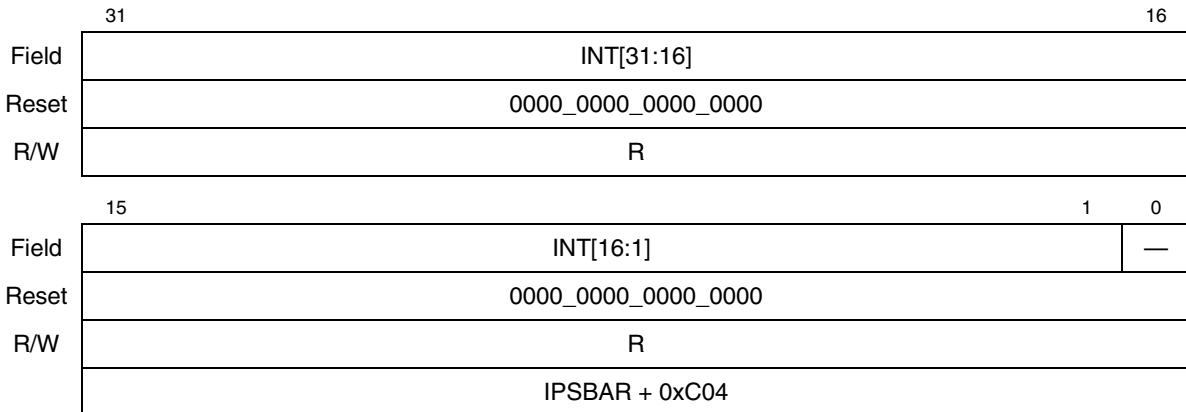 31 16
Field INT[31:16]
Reset 0000_0000_0000_0000
R/W R
15 1 0
Field INT[16:1] —
Reset 0000_0000_0000_0000
R/W R
IPSBAR + 0xC04